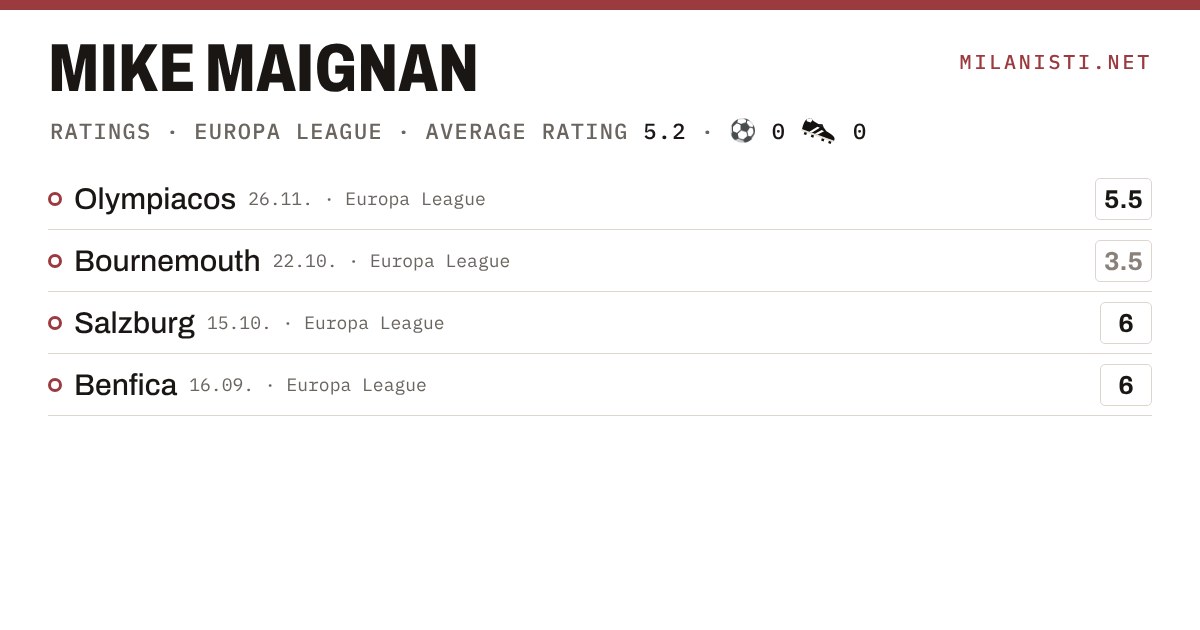 MIKE MAIGNAN
MILANISTI.NET
RATINGS · EUROPA LEAGUE · AVERAGE RATING 5.2 · ⚽ 0 👟 0
Olympiacos 26.11. · Europa League 5.5
Bournemouth 22.10. · Europa League 3.5
Salzburg 15.10. · Europa League 6
Benfica 16.09. · Europa League 6